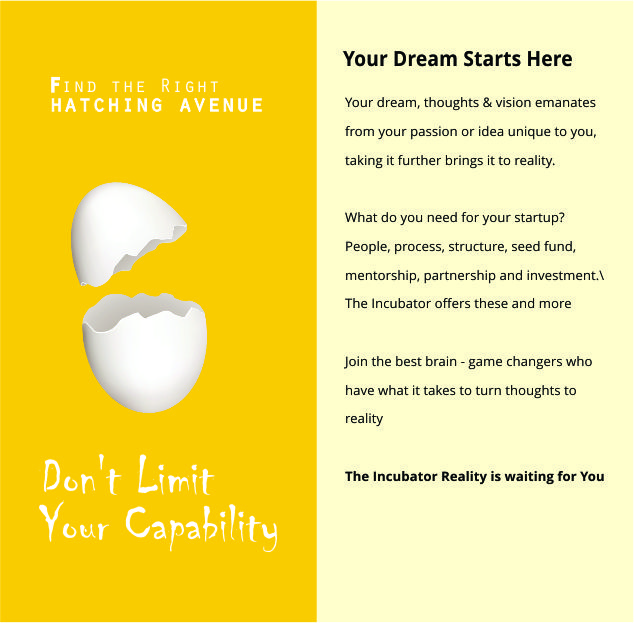 Find the Right
HATCHING AVENUE
Don't Limit
Your Capability
Your Dream Starts Here
Your dream, thoughts & vision emanates
from your passion or idea unique to you,
taking it further brings it to reality.
What do you need for your startup?
People, process, structure, seed fund,
mentorship, partnership and investment.\
The Incubator offers these and more
Join the best brain - game changers who
have what it takes to turn thoughts to
reality
The Incubator Reality is waiting for You